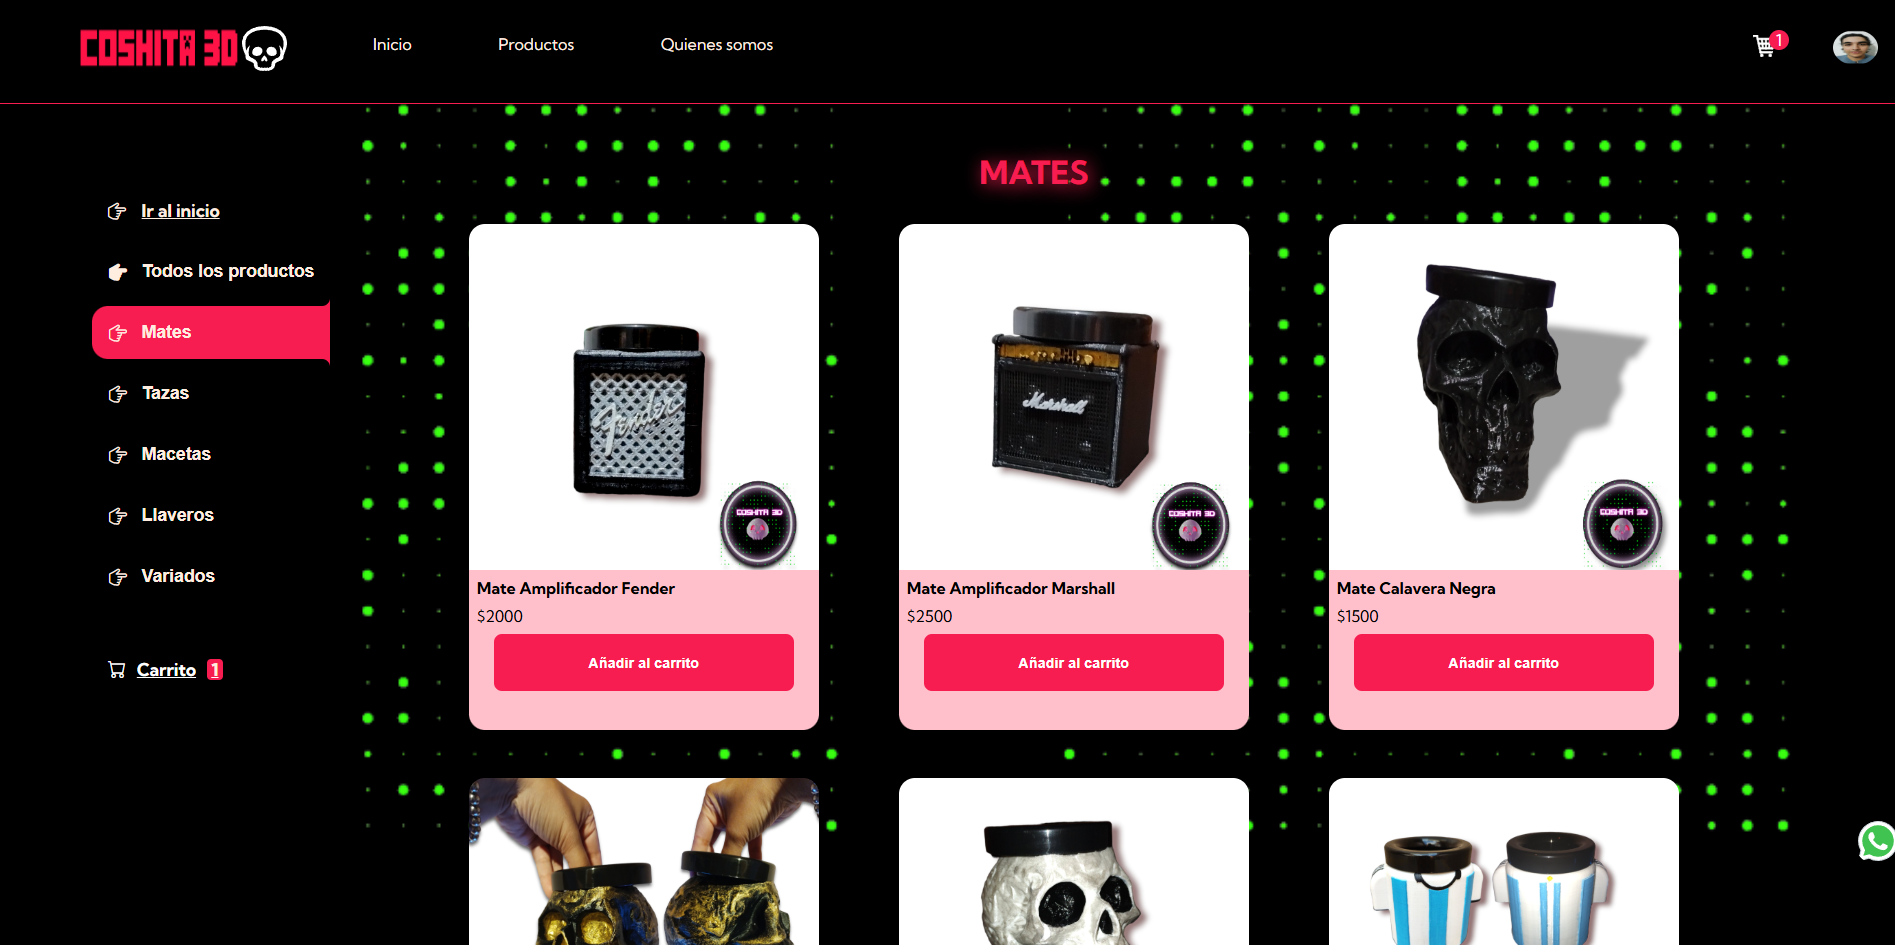 COSHITA 3D
Inicio
Productos
Quienes somos
1
MATES
Ir al inicio
Todos los productos
Mates
Tazas
Macetas
Llaveros
Variados
Carrito 1
Fender
COSHITA 3D
Mate Amplificador Fender
$2000
Añadir al carrito
Marshall
COSHITA 3D
Mate Amplificador Marshall
$2500
Añadir al carrito
COSHITA 3D
Mate Calavera Negra
$1500
Añadir al carrito